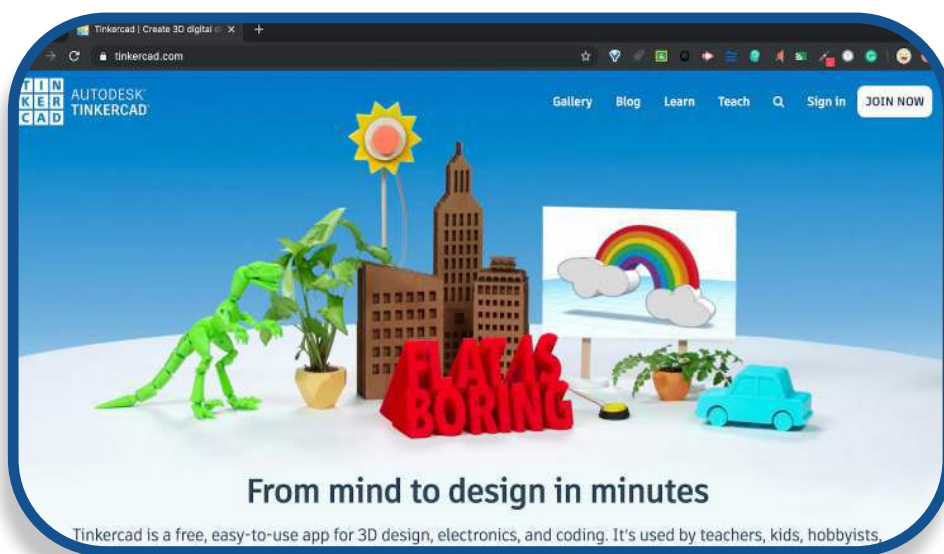 Tinkercad | Create 3D digital d
tinkercad.com
TIN
KER
CAD
AUTODESK®
TINKERCAD®
Gallery Blog Learn Teach Sign in JOIN NOW
FLAT IS
BORING
From mind to design in minutes
Tinkercad is a free, easy-to-use app for 3D design, electronics, and coding. It's used by teachers, kids, hobbyists,